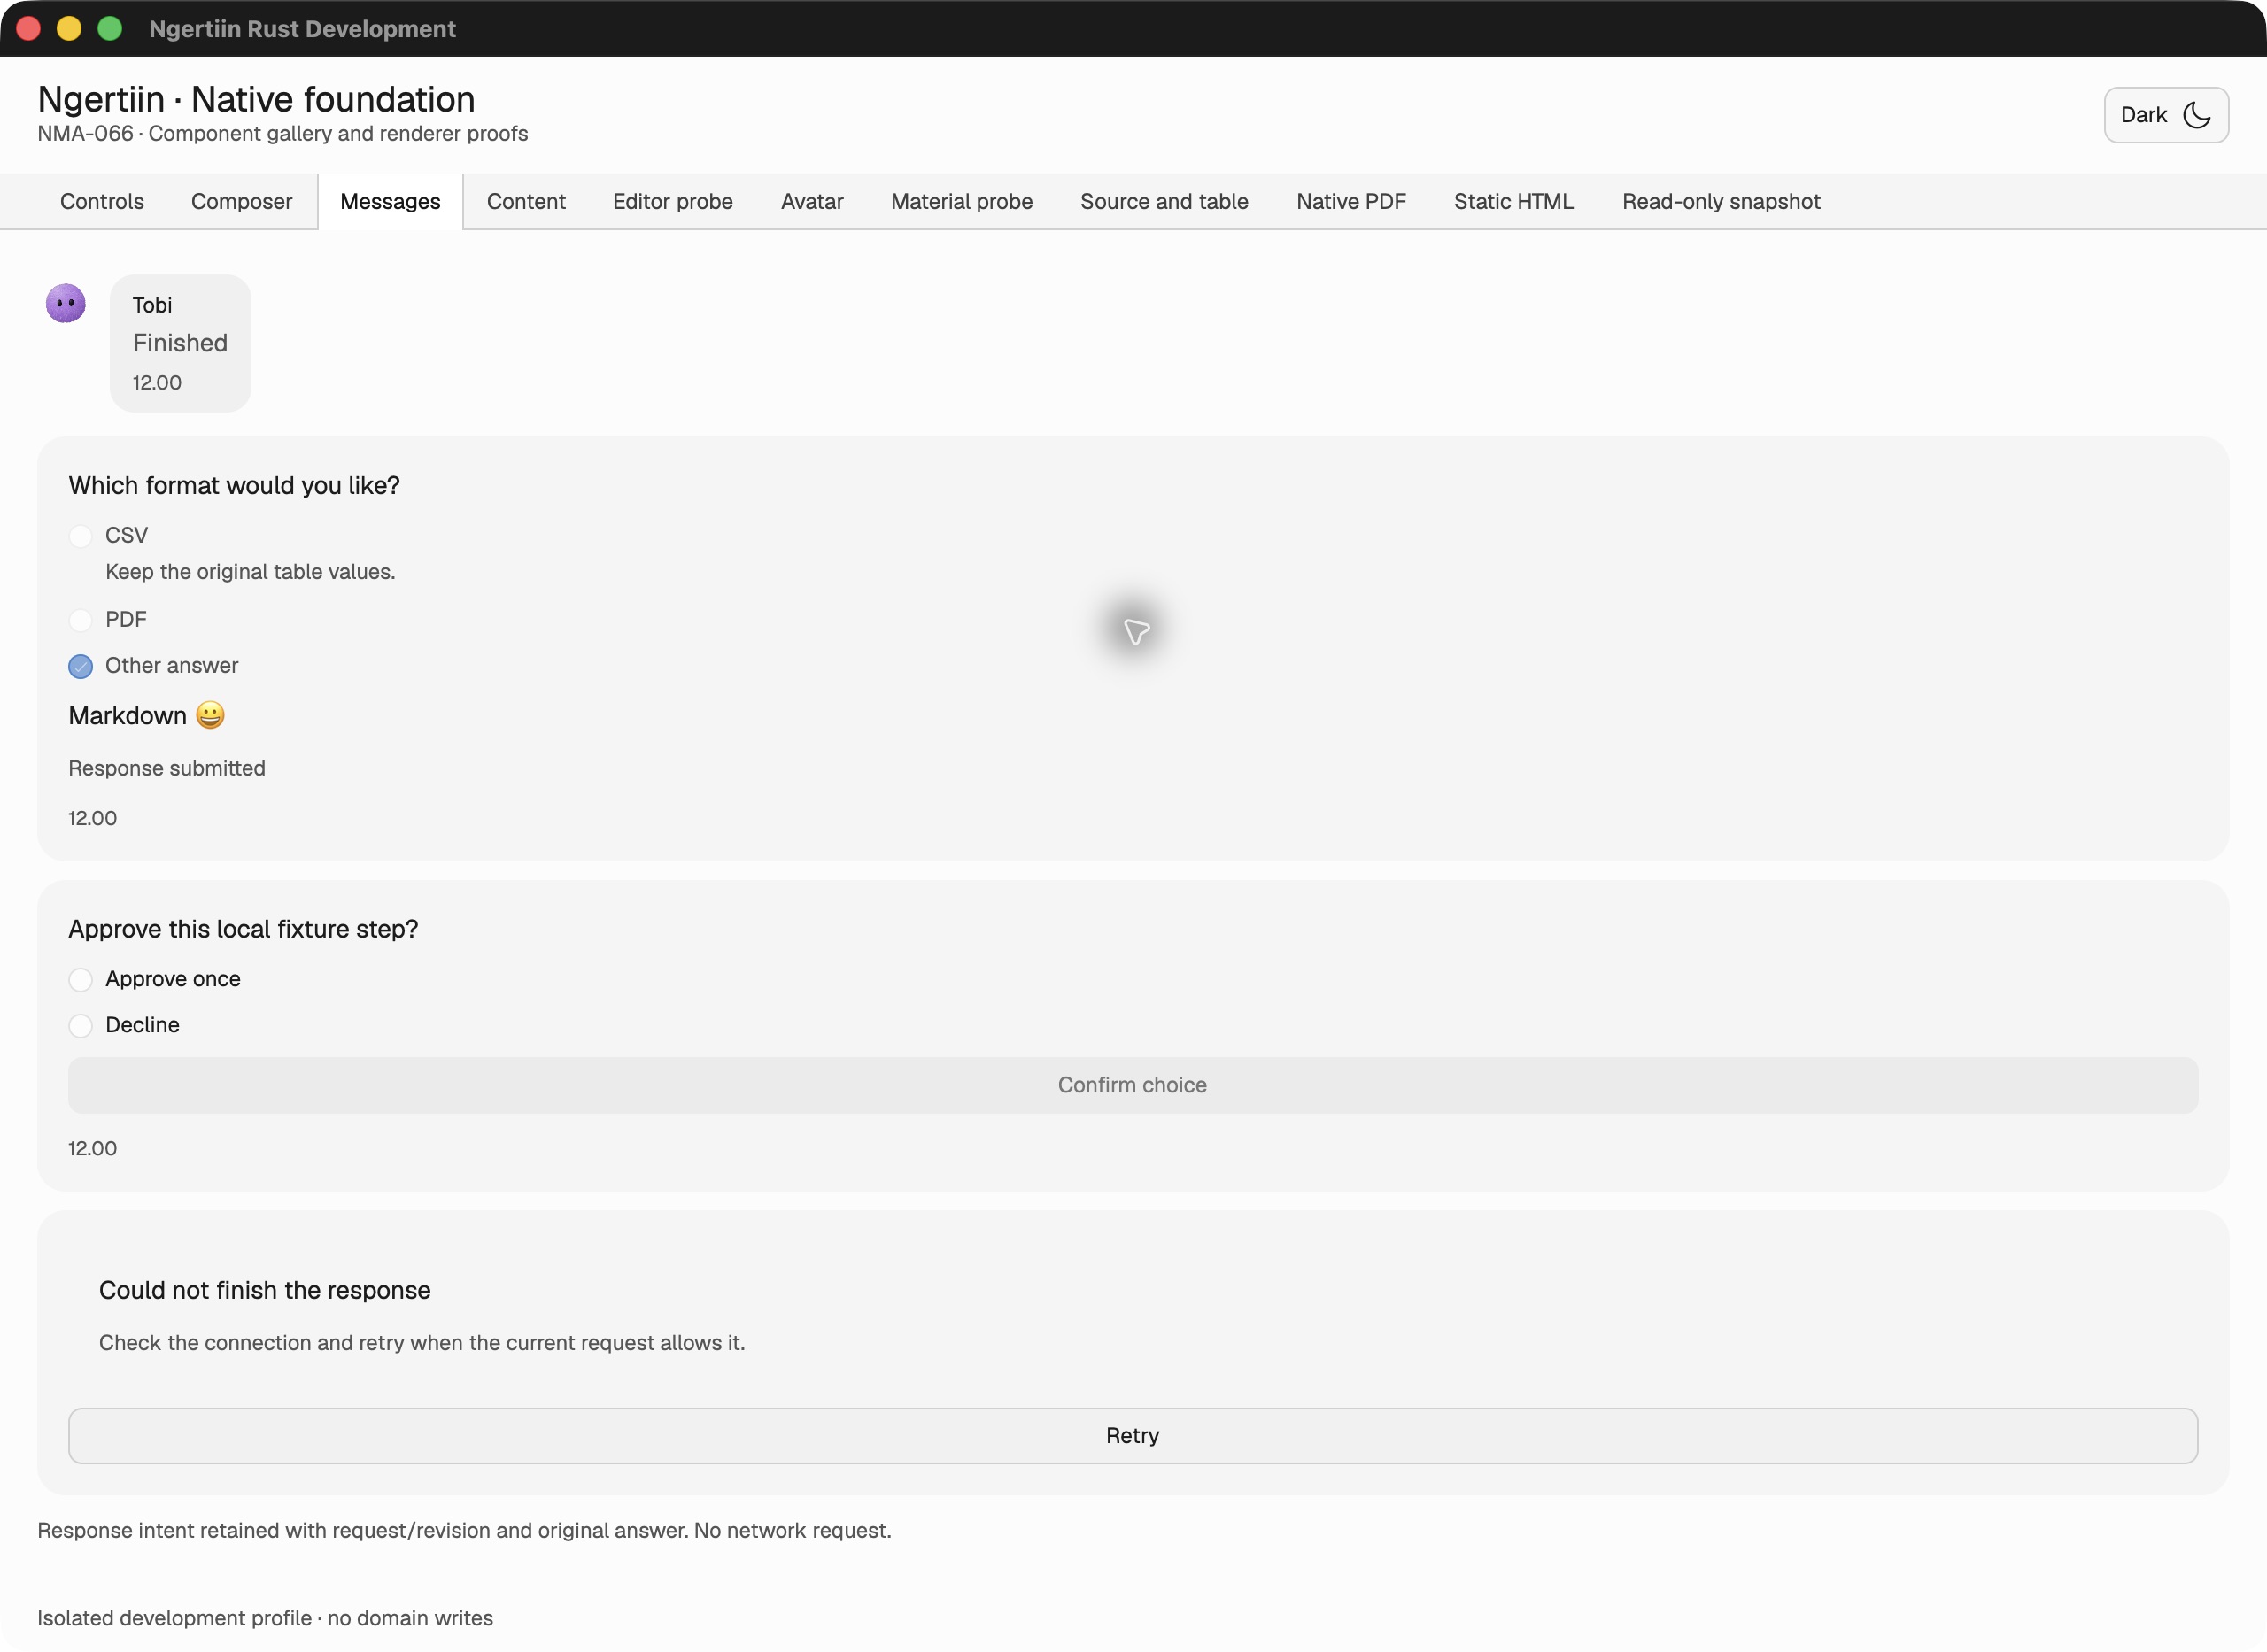 Ngertiin Rust Development
Ngertiin · Native foundation
NMA-066 · Component gallery and renderer proofs
Dark
Controls Composer Messages Content Editor probe Avatar Material probe Source and table Native PDF Static HTML Read-only snapshot
Tobi
Finished
12.00
Which format would you like?
CSV
Keep the original table values.
PDF
Other answer
Markdown 😀
Response submitted
12.00
Approve this local fixture step?
Approve once
Decline
Confirm choice
12.00
Could not finish the response
Check the connection and retry when the current request allows it.
Retry
Response intent retained with request/revision and original answer. No network request.
Isolated development profile · no domain writes